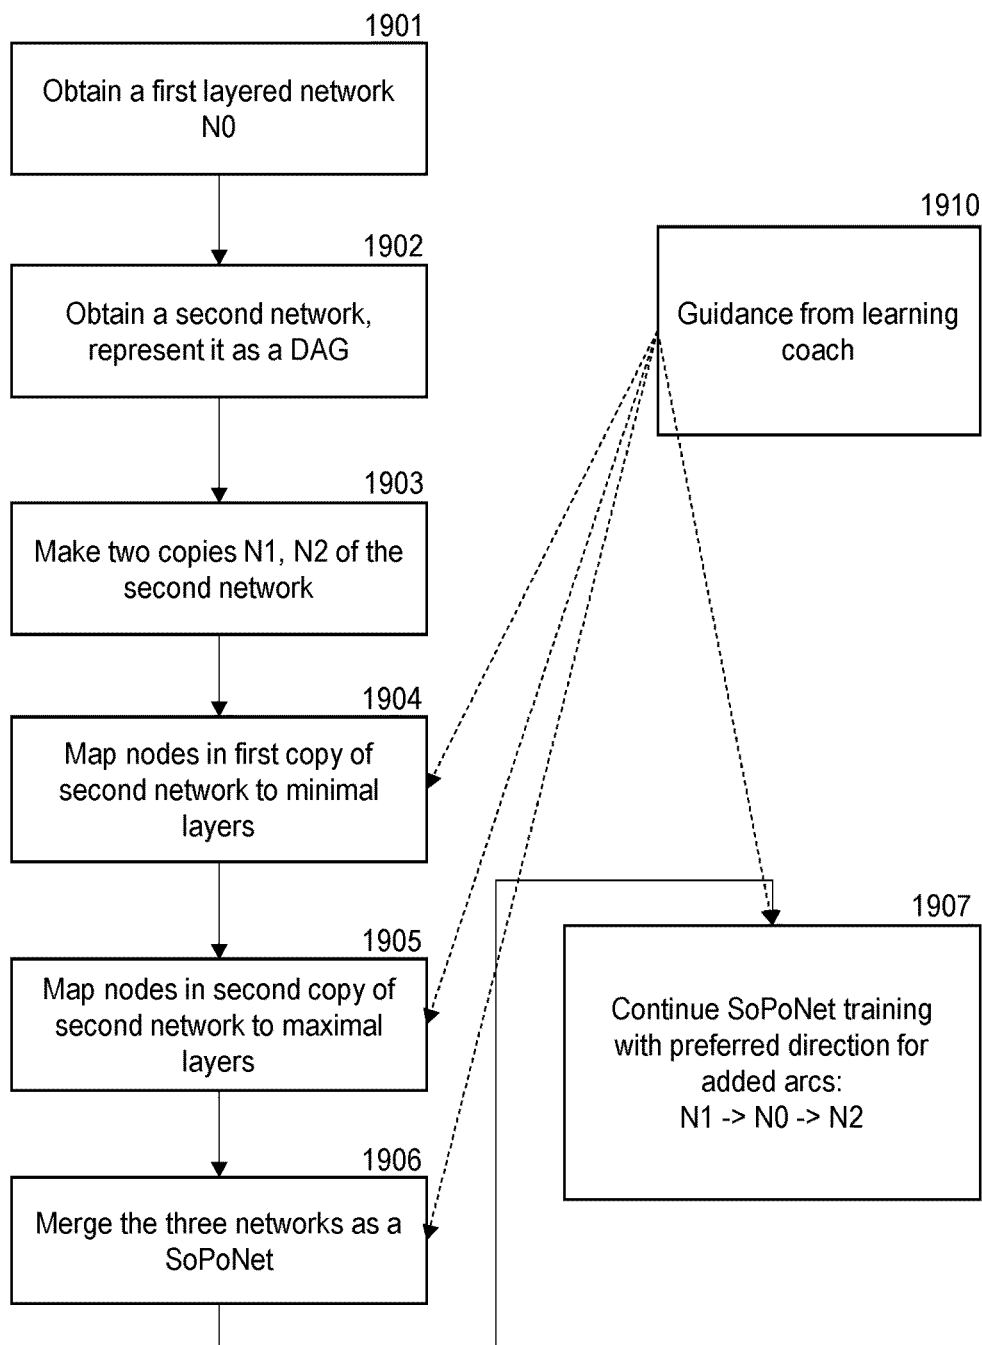 1901
Obtain a first layered network
N0
1902
Obtain a second network,
represent it as a DAG
1903
Make two copies N1, N2 of the
second network
1904
Map nodes in first copy of
second network to minimal
layers
1905
Map nodes in second copy of
second network to maximal
layers
1906
Merge the three networks as a
SoPoNet
1910
Guidance from learning
coach
1907
Continue SoPoNet training
with preferred direction for
added arcs:
N1 -> N0 -> N2